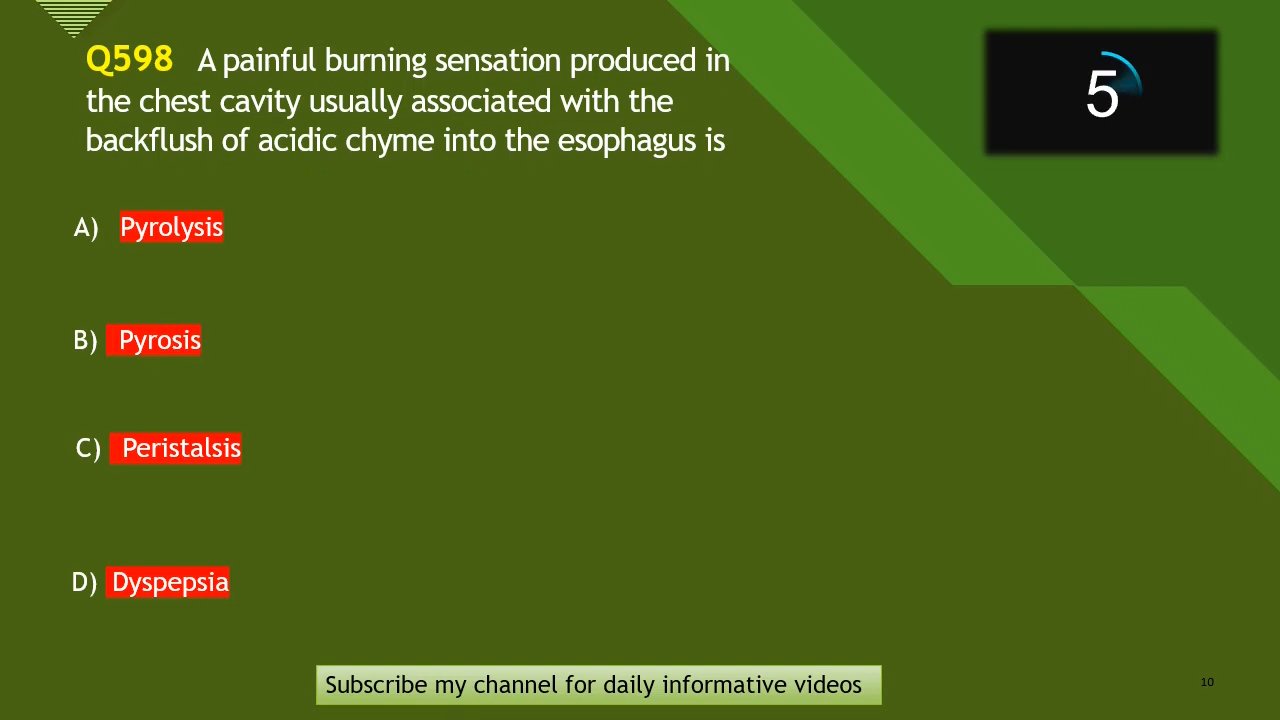 Q598 A painful burning sensation produced in
the chest cavity usually associated with the
backflush of acidic chyme into the esophagus is
5
A) Pyrolysis
B) Pyrosis
C) Peristalsis
D) Dyspepsia
Subscribe my channel for daily informative videos
10